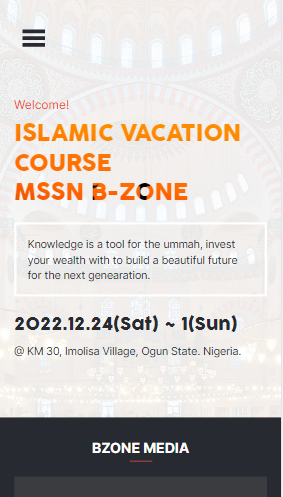 Welcome!
ISLAMIC VACATION
COURSE
MSSN B-ZONE
Knowledge is a tool for the ummah, invest
your wealth with to build a beautiful future
for the next genearation.
2022.12.24(Sat) ~ 1(Sun)
@ KM 30, Imolisa Village, Ogun State. Nigeria.
BZONE MEDIA